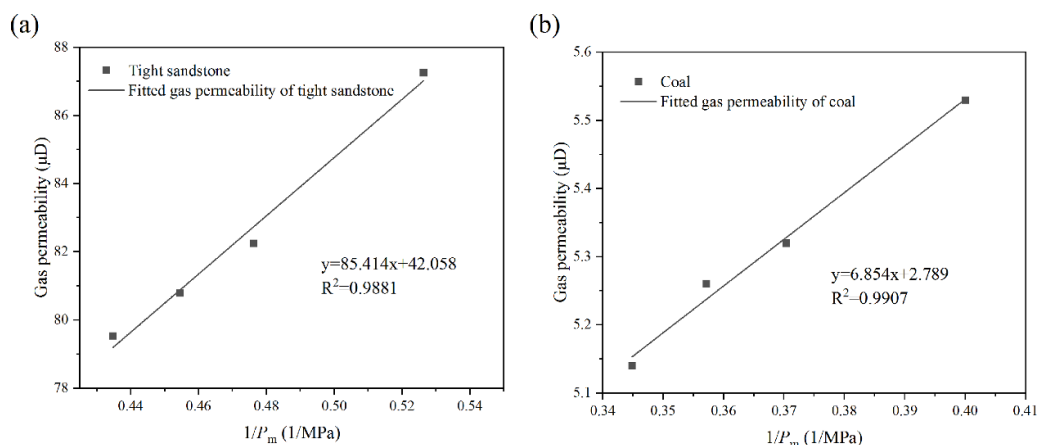 (a)
88
86
84
82
80
78
Gas permeability (μD)
Tight sandstone
Fitted gas permeability of tight sandstone
y=85.414x+42.058
R²=0.9881
0.44 0.46 0.48 0.50 0.52 0.54
1/Pm (1/MPa)
(b)
5.6
5.5
5.4
5.3
5.2
5.1
Gas permeability (μD)
Coal
Fitted gas permeability of coal
y=6.854x+2.789
R²=0.9907
0.34 0.35 0.36 0.37 0.38 0.39 0.40 0.41
1/Pm (1/MPa)